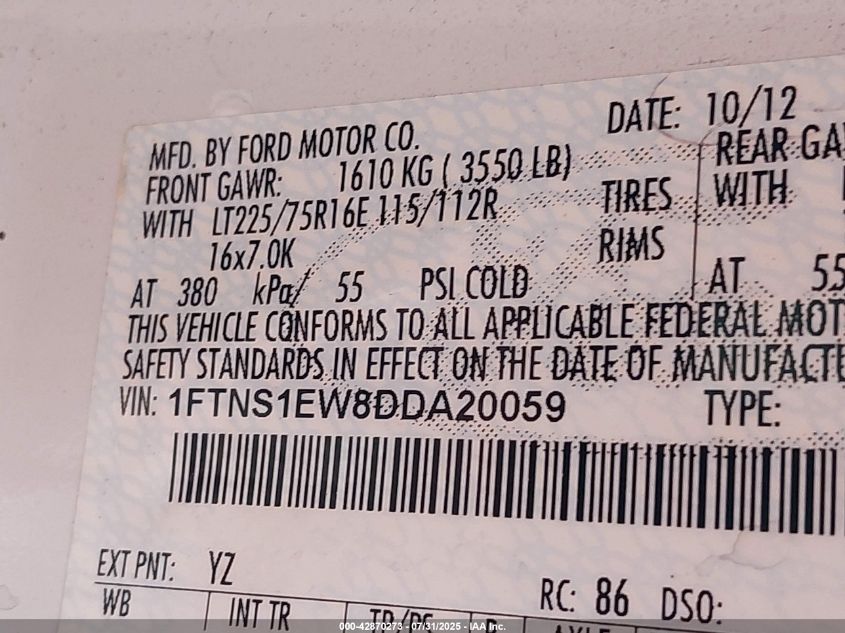 DATE: 10/12
MFD. BY FORD MOTOR CO.
FRONT GAWR: 1610 KG ( 3550 LB) REAR
WITH LT225/75R16E 115/112R TIRES WITH
16x7.0K RIMS
AT 380 kPa/ 55 PSI COLD AT 55
THIS VEHICLE CONFORMS TO ALL APPLICABLE FEDERAL
SAFETY STANDARDS IN EFFECT ON THE DATE OF
VIN: 1FTNS1EW8DDA20059 TYPE:
EXT PNT: YZ RC: 86 DSO:
WB INT TR
000-42870273 - 07/31/2025 - IAA Inc.